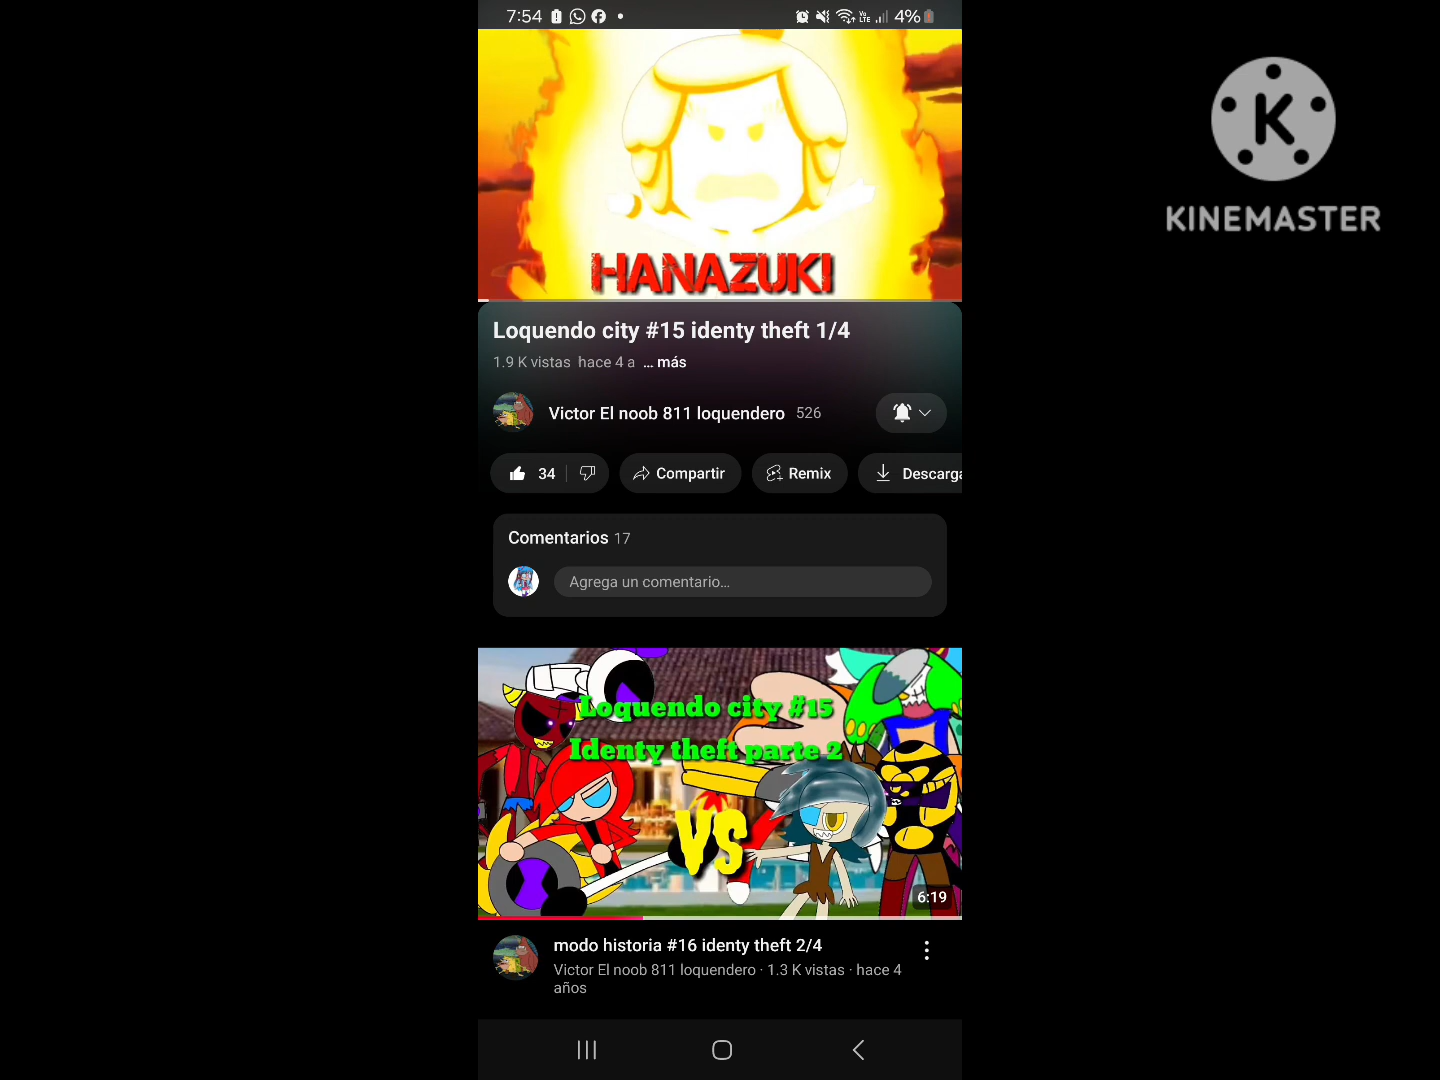 7:54
Vo
LTE
4%
K
KINEMASTER
HANAZUKI
Loquendo city #15 identy theft 1/4
1.9 K vistas hace 4 a ... más
Victor El noob 811 loquendero 526
34
Compartir
Remix
Descarga
Comentarios 17
Agrega un comentario...
Loquendo city #15
Identy theft parte 2
VS
6:19
modo historia #16 identy theft 2/4
Victor El noob 811 loquendero · 1.3 K vistas · hace 4
años